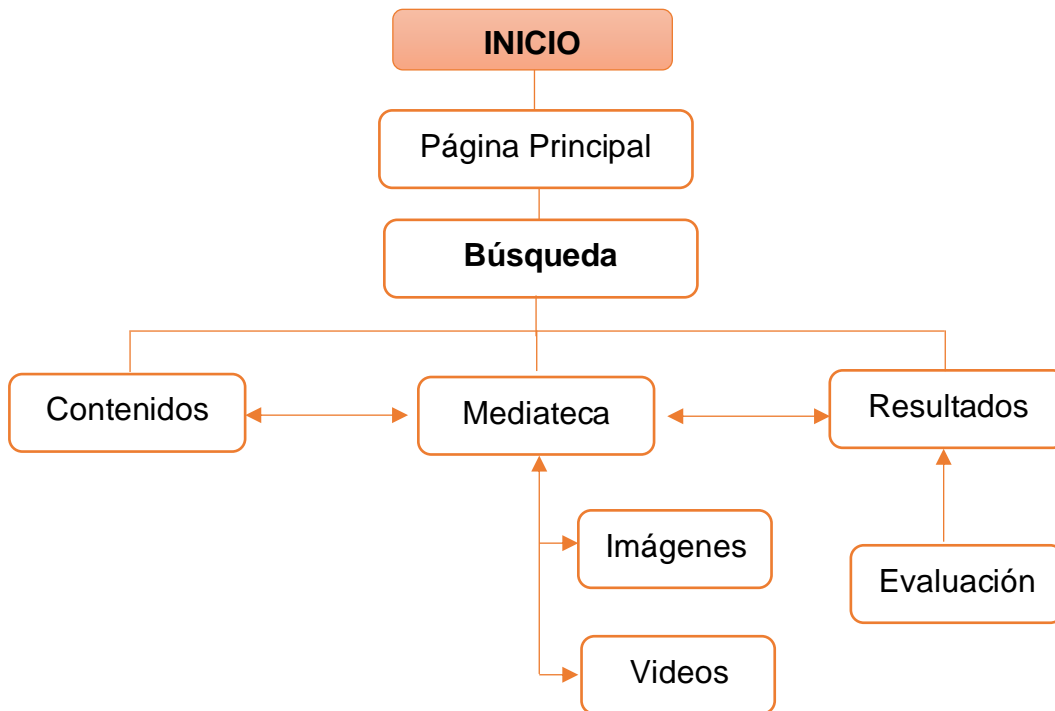 INICIO
Página Principal
Búsqueda
Contenidos
Mediateca
Resultados
Imágenes
Evaluación
Videos